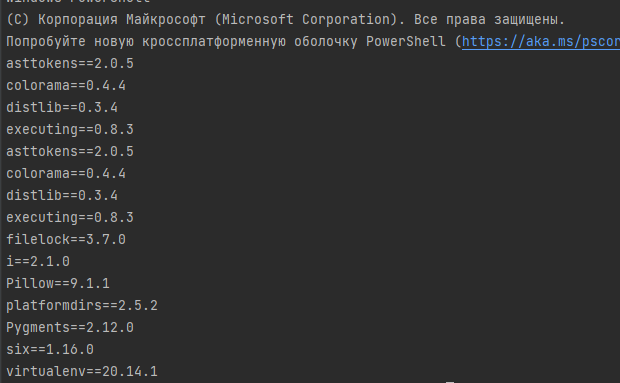 Windows PowerShell
(C) Корпорация Майкрософт (Microsoft Corporation). Все права защищены.
Попробуйте новую кроссплатформенную оболочку PowerShell (https://aka.ms/pscor
asttokens==2.0.5
colorama==0.4.4
distlib==0.3.4
executing==0.8.3
asttokens==2.0.5
colorama==0.4.4
distlib==0.3.4
executing==0.8.3
filelock==3.7.0
i==2.1.0
Pillow==9.1.1
platformdirs==2.5.2
Pygments==2.12.0
six==1.16.0
virtualenv==20.14.1